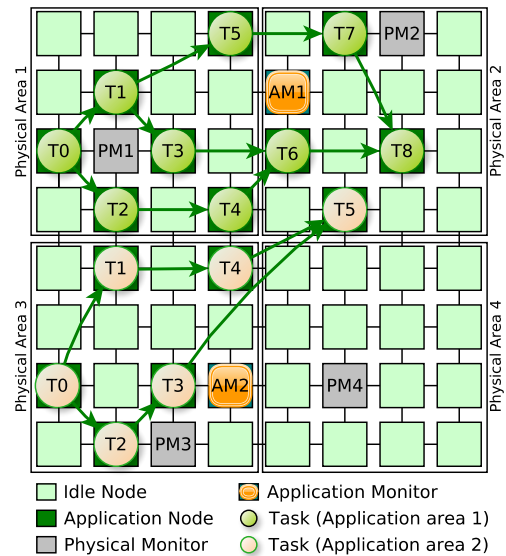 T5 T7 PM2
Physical Area 1
Physical Area 2
T1 AM1
T0 PM1 T3 T6 T8
T2 T4 T5
T1 T4
Physical Area 3
Physical Area 4
T0 T3 AM2 PM4
T2 PM3
Idle Node Application Monitor
Application Node Task (Application area 1)
Physical Monitor Task (Application area 2)